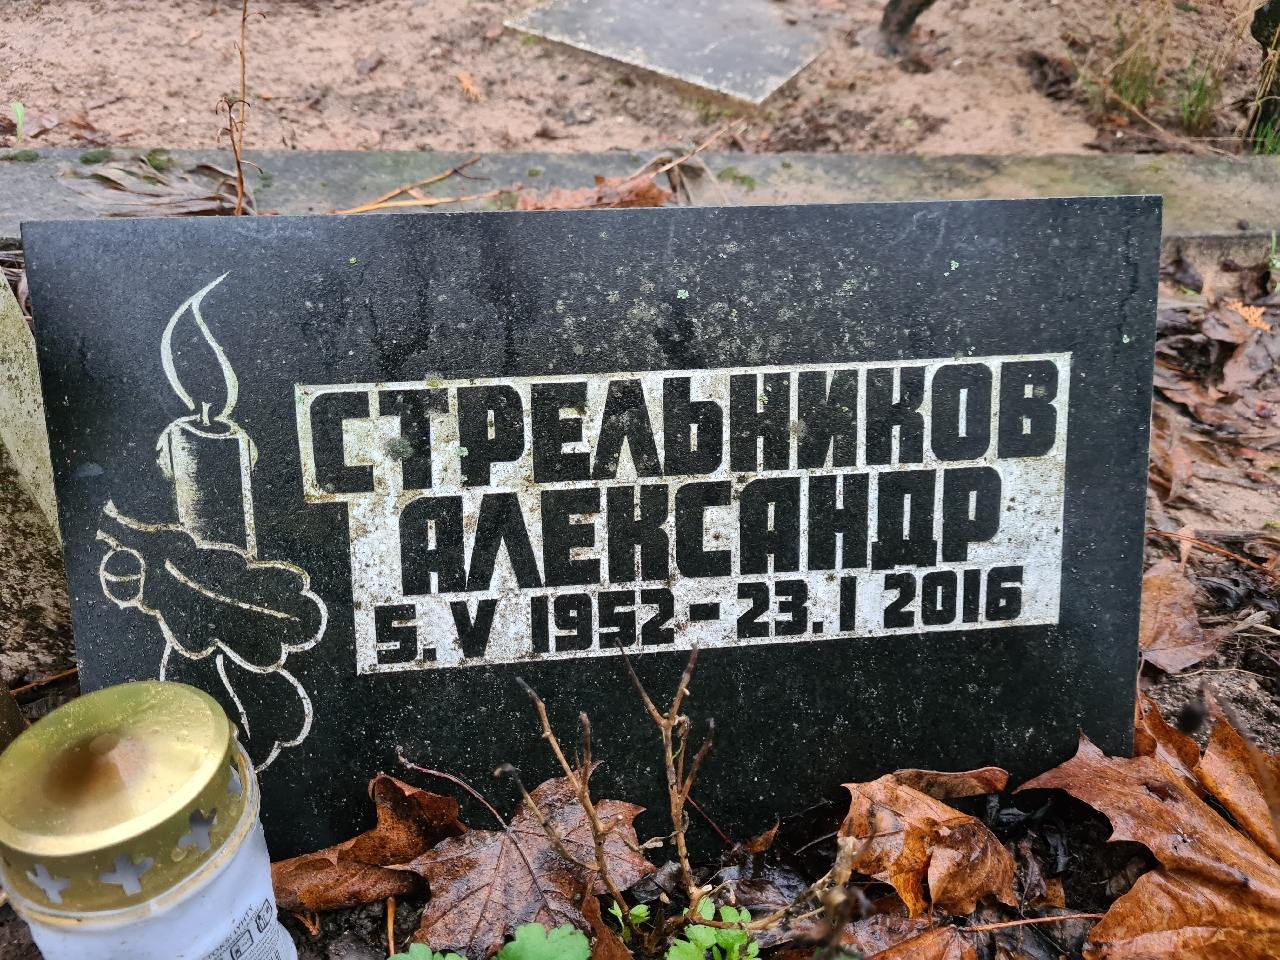 СТРЕЛЬНИКОВ
АЛЕКСАНДР
5. V 1952 - 23. I 2016